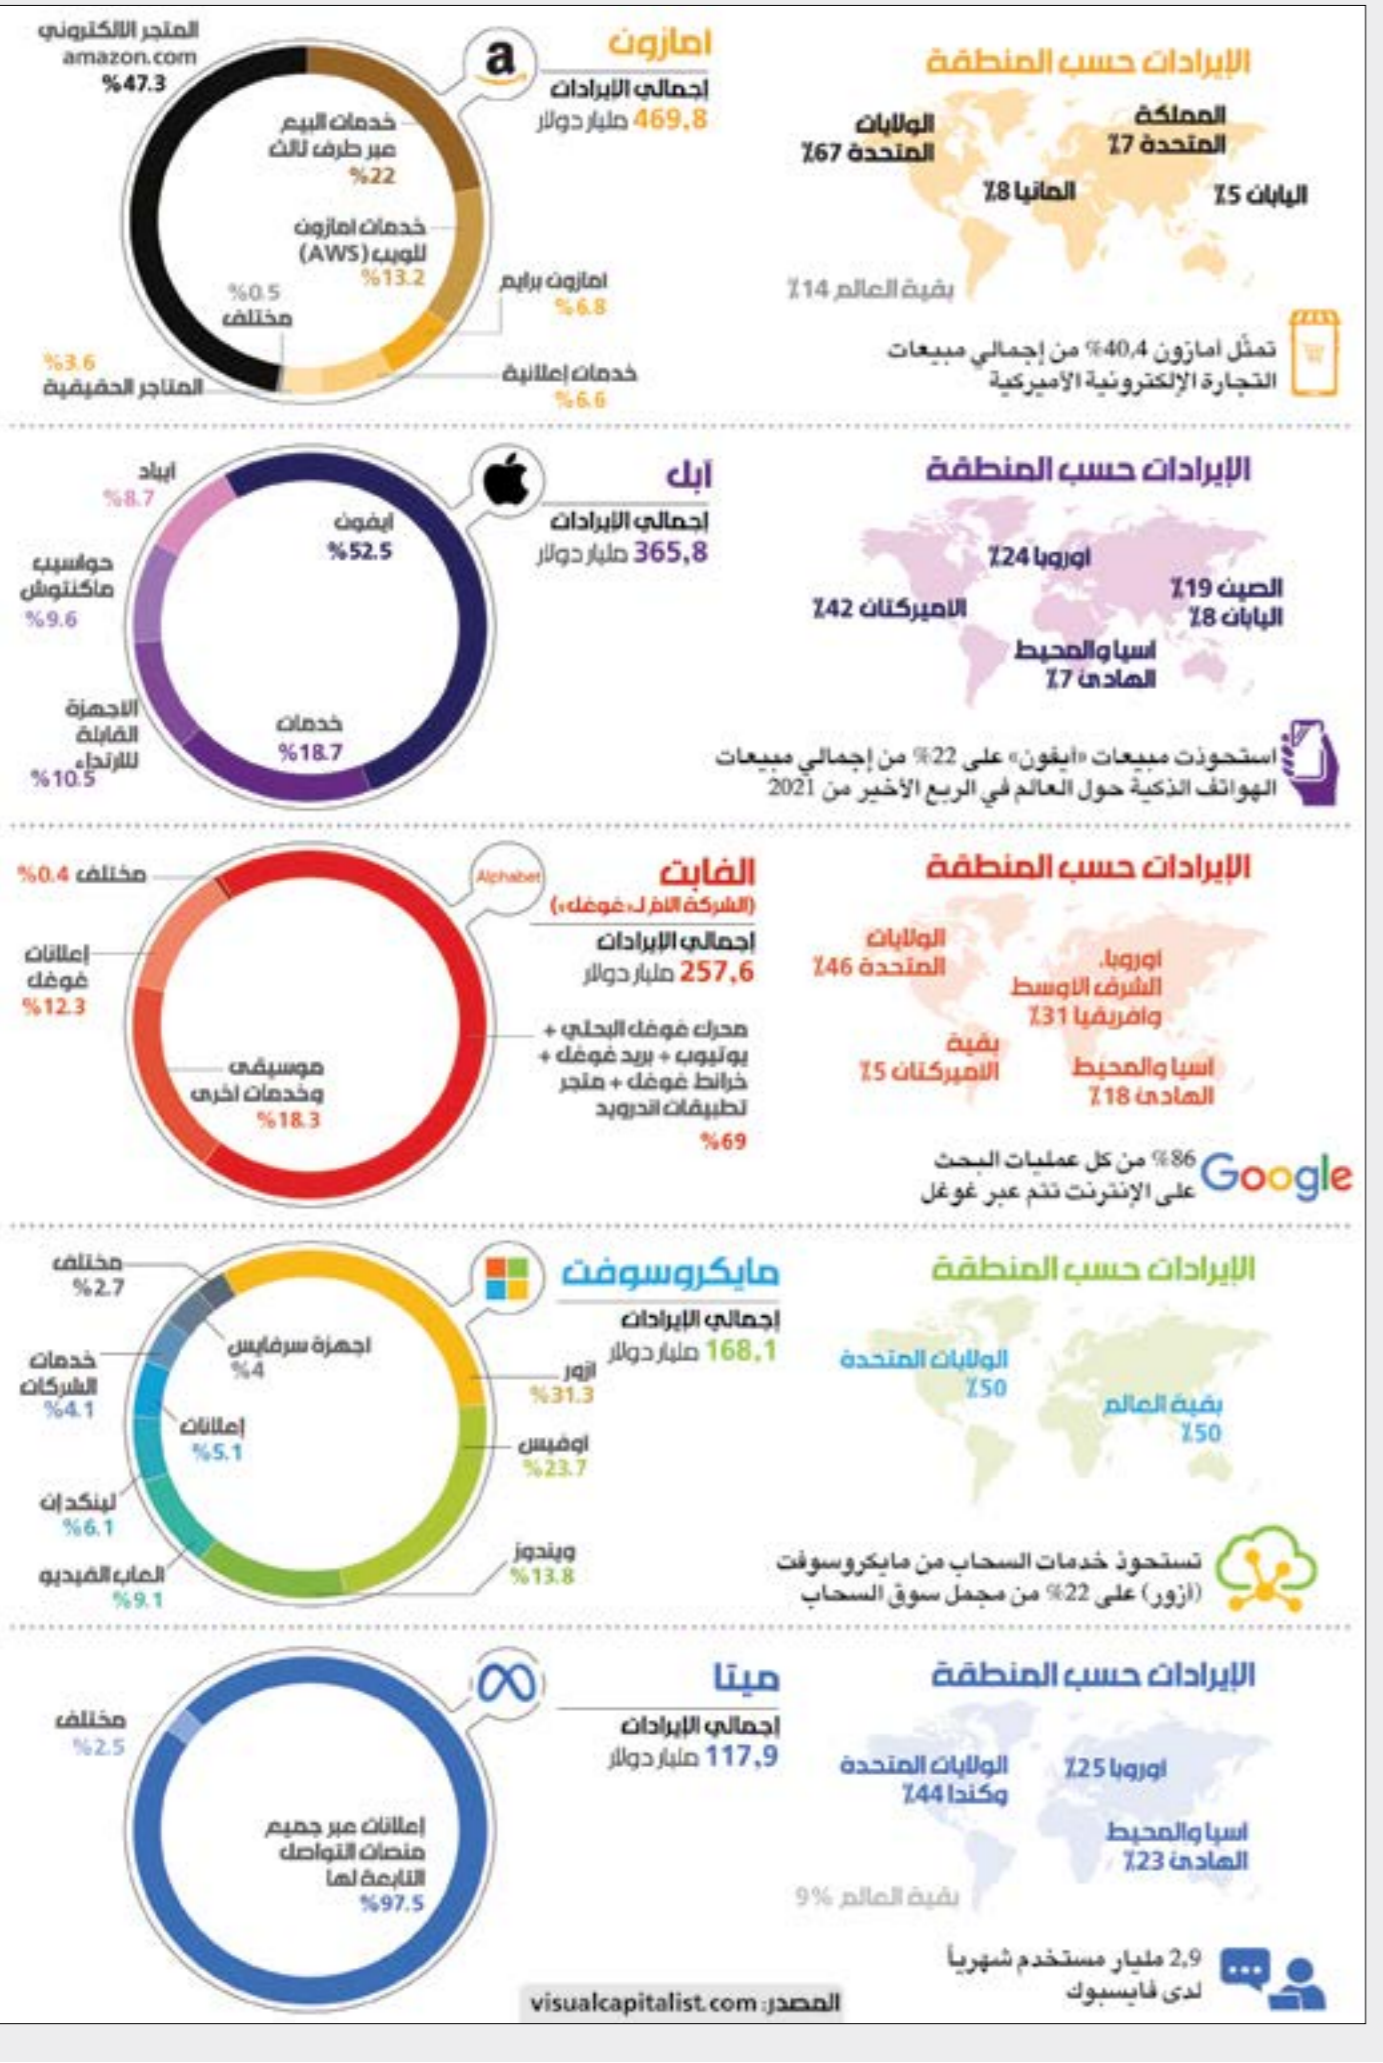 امازون
إجمالي الإيرادات
469,8 مليار دولار
a
المتجر الالكتروني
amazon.com
%47.3
خدمات البيع
عبر طرف ثالث
%22
خدمات امازون
للويب (AWS)
%13.2
امازون برايم
%6.8
خدمات إعلانية
%6.6
%0.5
مختلف
%3.6
المتاجر الحقيقية
الإيرادات حسب المنطقة
المملكة
المتحدة 7٪
الولايات
المتحدة 67٪
اليابان 5٪
المانيا 8٪
بقية العالم 14٪
تمثّل أمازون 40,4% من إجمالي مبيعات
التجارة الإلكترونية الأميركية
آبل
إجمالي الإيرادات
365,8 مليار دولار
ايفون
%52.5
ايباد
%8.7
حواسيب
ماكنتوش
%9.6
الاجهزة
القابلة
للارتداء
%10.5
خدمات
%18.7
الإيرادات حسب المنطقة
اوروبا 24٪
الصين 19٪
اليابان 8٪
الاميركتان 42٪
اسيا والمحيط
الهادئ 7٪
استحوذت مبيعات «أيفون» على 22% من إجمالي مبيعات
الهواتف الذكية حول العالم في الربع الأخير من 2021
الفابت
(الشركة الام لـ«غوغل»)
إجمالي الإيرادات
257,6 مليار دولار
Alphabet
محرك غوغل البحثي +
يوتيوب + بريد غوغل +
خرائط غوغل + متجر
تطبيقات اندرويد
%69
مختلف 0.4%
إعلانات
غوغل
%12.3
موسيقى
وخدمات اخرى
%18.3
الإيرادات حسب المنطقة
الولايات
المتحدة 46٪
اوروبا،
الشرق الاوسط
وافريقيا 31٪
بقية
الاميركتان 5٪
اسيا والمحيط
الهادئ 18٪
Google
86% من كل عمليات البحث
على الإنترنت تتم عبر غوغل
مايكروسوفت
إجمالي الإيرادات
168.1 مليار دولار
ازور
%31.3
اوفيس
%23.7
ويندوز
%13.8
مختلف
%2.7
اجهزة سرفايس
%4
خدمات
الشركات
%4.1
إعلانات
%5.1
لينكد إن
%6.1
العاب الفيديو
%9.1
الإيرادات حسب المنطقة
الولايات المتحدة
50٪
بقية العالم
50٪
تستحوذ خدمات السحاب من مايكروسوفت
(أزور) على 22% من مجمل سوق السحاب
ميتا
إجمالي الإيرادات
117,9 مليار دولار
مختلف
%2.5
إعلانات عبر جميع
منصات التواصل
التابعة لها
%97.5
الإيرادات حسب المنطقة
الولايات المتحدة
وكندا 44٪
اوروبا 25٪
اسيا والمحيط
الهادئ 23٪
بقية العالم 9%
2,9 مليار مستخدم شهرياً
لدى فايسبوك
المصدر: visualcapitalist.com